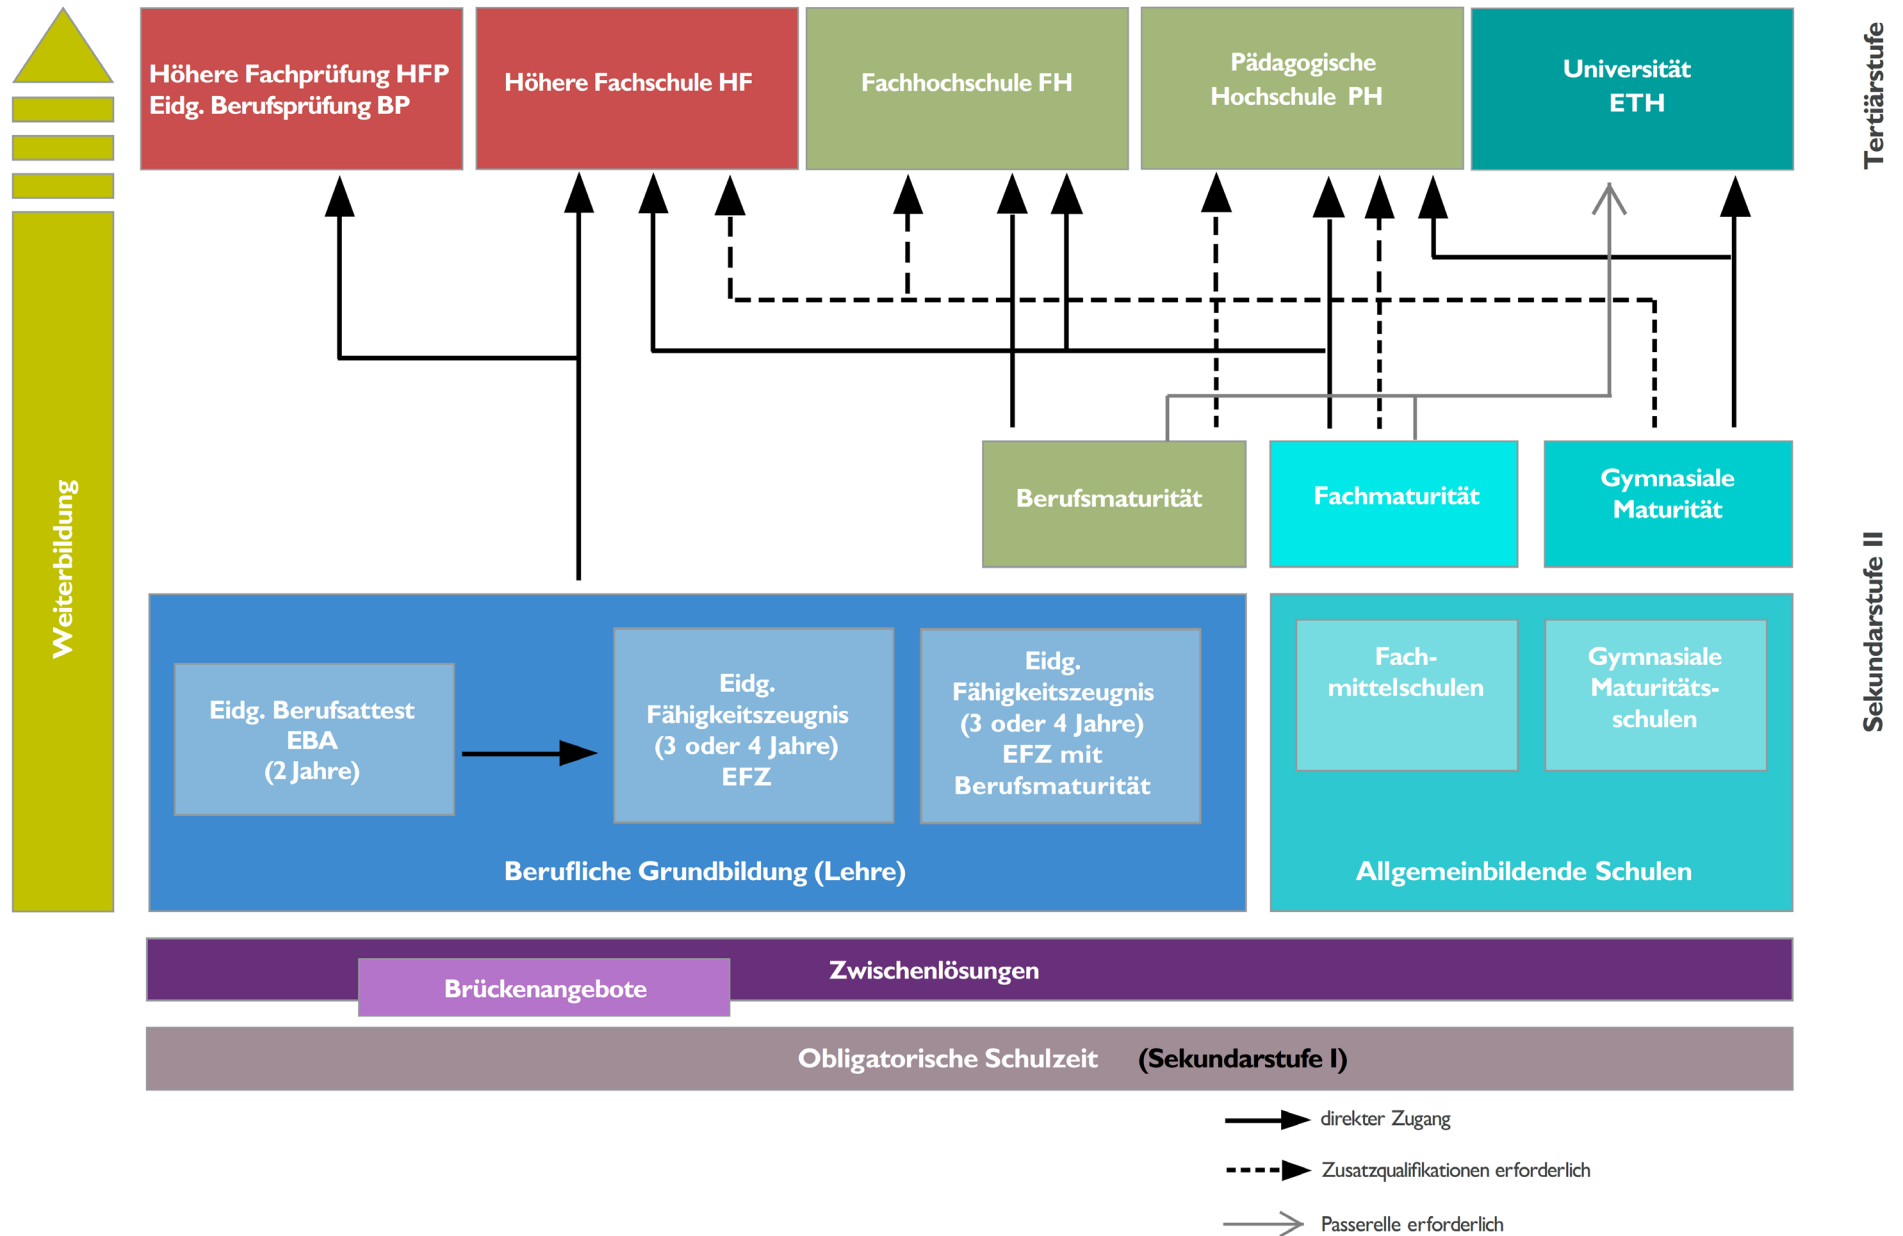 Höhere Fachprüfung HFP
Eidg. Berufsprüfung BP
Höhere Fachschule HF
Fachhochschule FH
Pädagogische
Hochschule PH
Universität
ETH
Tertiärstufe
Weiterbildung
Berufsmaturität
Fachmaturität
Gymnasiale
Maturität
Sekundarstufe II
Eidg. Berufsattest
EBA
(2 Jahre)
Eidg.
Fähigkeitszeugnis
(3 oder 4 Jahre)
EFZ
Eidg.
Fähigkeitszeugnis
(3 oder 4 Jahre)
EFZ mit
Berufsmaturität
Fach-
mittelschulen
Gymnasiale
Maturitäts-
schulen
Berufliche Grundbildung (Lehre)
Allgemeinbildende Schulen
Zwischenlösungen
Brückenangebote
Obligatorische Schulzeit (Sekundarstufe I)
direkter Zugang
Zusatzqualifikationen erforderlich
Passerelle erforderlich